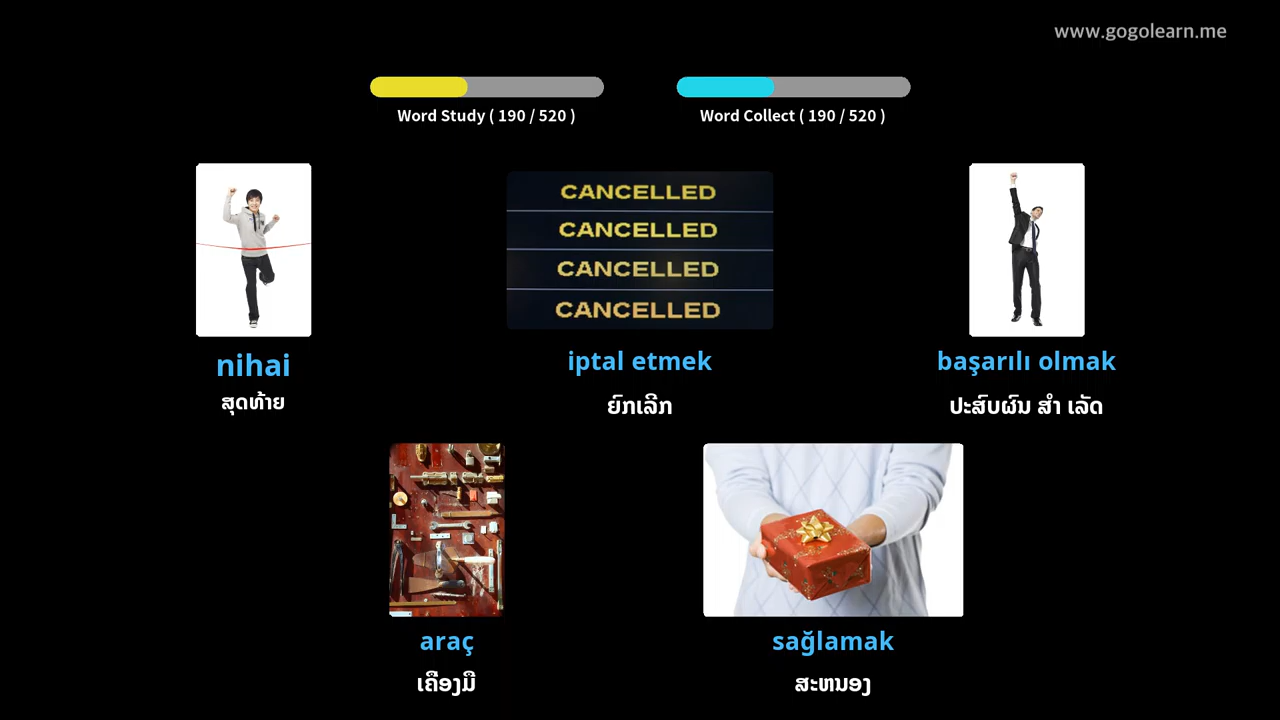 www.gogolearn.me
Word Study ( 190 / 520 )
Word Collect ( 190 / 520 )
CANCELLED
CANCELLED
CANCELLED
CANCELLED
nihai
ສຸດທ້າຍ
iptal etmek
ຍົກເລີກ
başarılı olmak
ປະສົບຜົນ ສຳ ເລັດ
araç
ເຄື່ອງມື
sağlamak
ສະຫນອງ